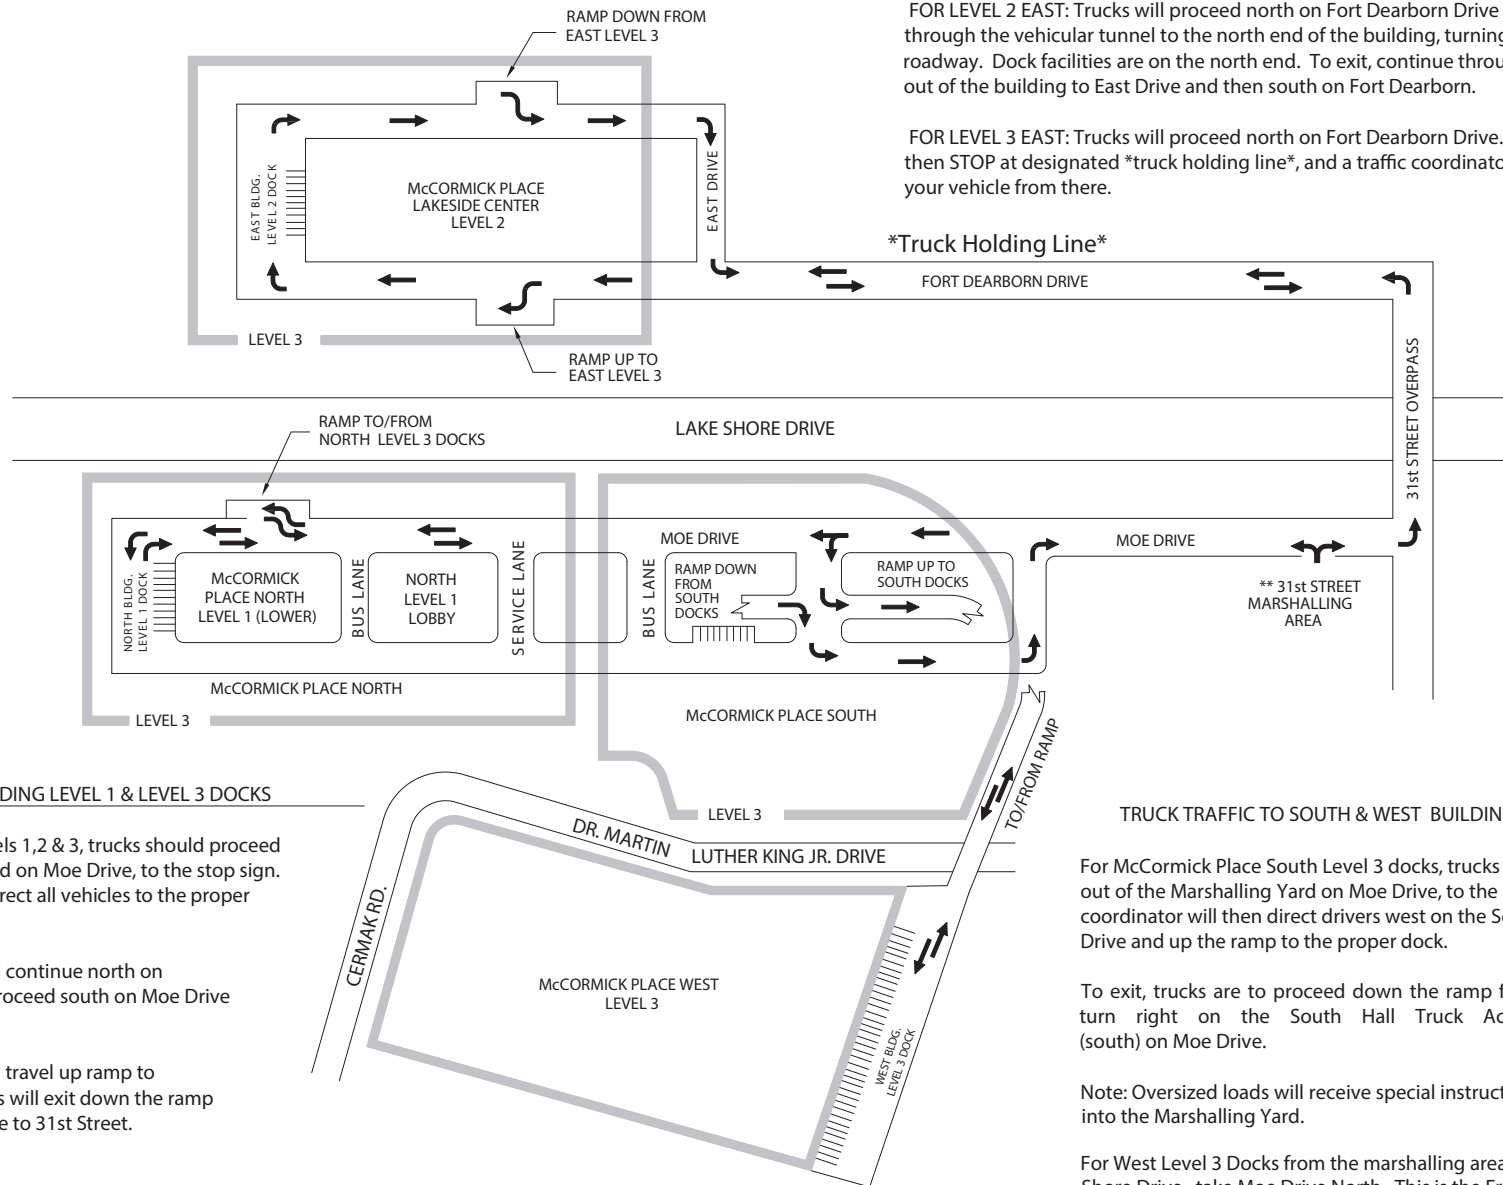 RAMP DOWN FROM
EAST LEVEL 3
FOR LEVEL 2 EAST: Trucks will proceed north on Fort Dearborn Drive
through the vehicular tunnel to the north end of the building, turning
roadway. Dock facilities are on the north end. To exit, continue throu
out of the building to East Drive and then south on Fort Dearborn.
FOR LEVEL 3 EAST: Trucks will proceed north on Fort Dearborn Drive.
then STOP at designated *truck holding line*, and a traffic coordinato
your vehicle from there.
EAST BLDG.
LEVEL 2 DOCK
McCORMICK PLACE
LAKESIDE CENTER
LEVEL 2
EAST DRIVE
*Truck Holding Line*
FORT DEARBORN DRIVE
LEVEL 3
RAMP UP TO
EAST LEVEL 3
31st STREET OVERPASS
RAMP TO/FROM
NORTH LEVEL 3 DOCKS
LAKE SHORE DRIVE
NORTH BLDG.
LEVEL 1 DOCK
McCORMICK
PLACE NORTH
LEVEL 1 (LOWER)
BUS LANE
NORTH
LEVEL 1
LOBBY
SERVICE LANE
BUS LANE
MOE DRIVE
RAMP DOWN
FROM
SOUTH
DOCKS
RAMP UP TO
SOUTH DOCKS
MOE DRIVE
** 31st STREET
MARSHALLING
AREA
McCORMICK PLACE NORTH
LEVEL 3
McCORMICK PLACE SOUTH
LEVEL 3
TO/FROM RAMP
DING LEVEL 1 & LEVEL 3 DOCKS
els 1,2 & 3, trucks should proceed
d on Moe Drive, to the stop sign.
rect all vehicles to the proper
l continue north on
roceed south on Moe Drive
travel up ramp to
s will exit down the ramp
e to 31st Street.
CERMAK RD.
DR. MARTIN
LUTHER KING JR. DRIVE
McCORMICK PLACE WEST
LEVEL 3
WEST BLDG.
LEVEL 3 DOCK
TRUCK TRAFFIC TO SOUTH & WEST BUILDIN
For McCormick Place South Level 3 docks, trucks
out of the Marshalling Yard on Moe Drive, to the
coordinator will then direct drivers west on the So
Drive and up the ramp to the proper dock.
To exit, trucks are to proceed down the ramp f
turn right on the South Hall Truck Ac
(south) on Moe Drive.
Note: Oversized loads will receive special instruct
into the Marshalling Yard.
For West Level 3 Docks from the marshalling area
Shore Drive, take Moe Drive North. This is the Fr